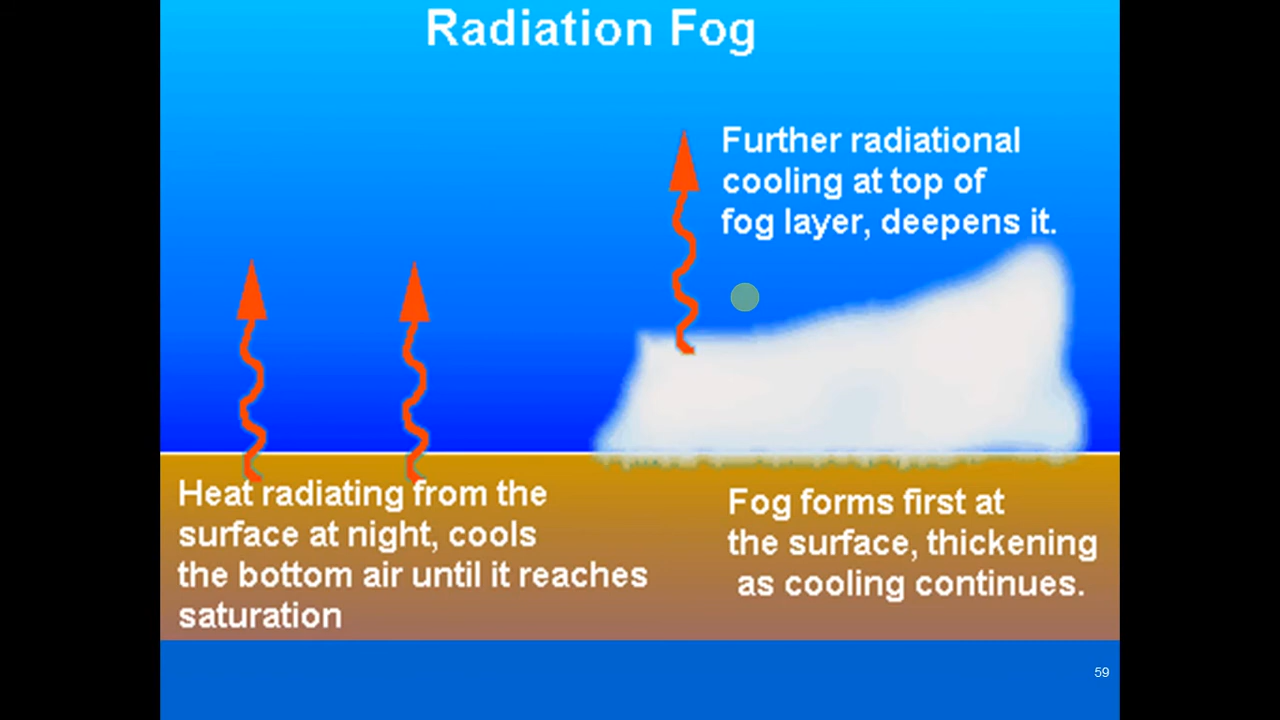 Radiation Fog
Further radiational
cooling at top of
fog layer, deepens it.
Heat radiating from the
surface at night, cools
the bottom air until it reaches
saturation
Fog forms first at
the surface, thickening
as cooling continues.
59